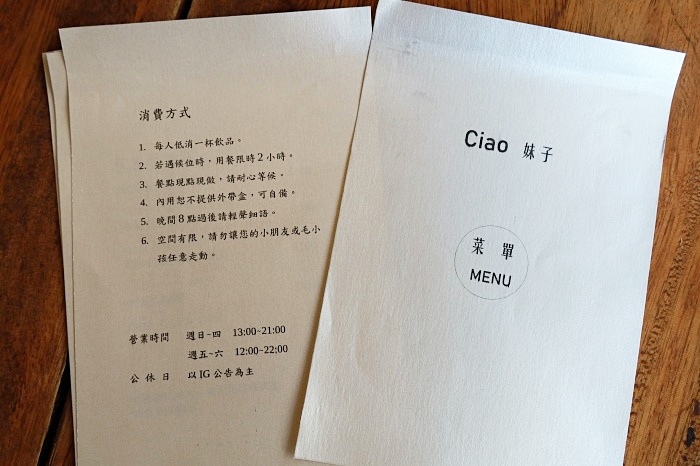 消費方式
1. 每人低消一杯飲品。
2. 若遇候位時，用餐限時2小時。
3. 餐點現點現做，請耐心等候。
4. 內用恕不提供外帶盒，可自備。
5. 晚間8點過後請輕聲細語。
6. 空間有限，請勿讓您的小朋友或毛小
孩任意走動。
營業時間 週日~四 13:00~21:00
週五~六 12:00~22:00
公休日 以IG公告為主
Ciao 妹子
菜單
MENU